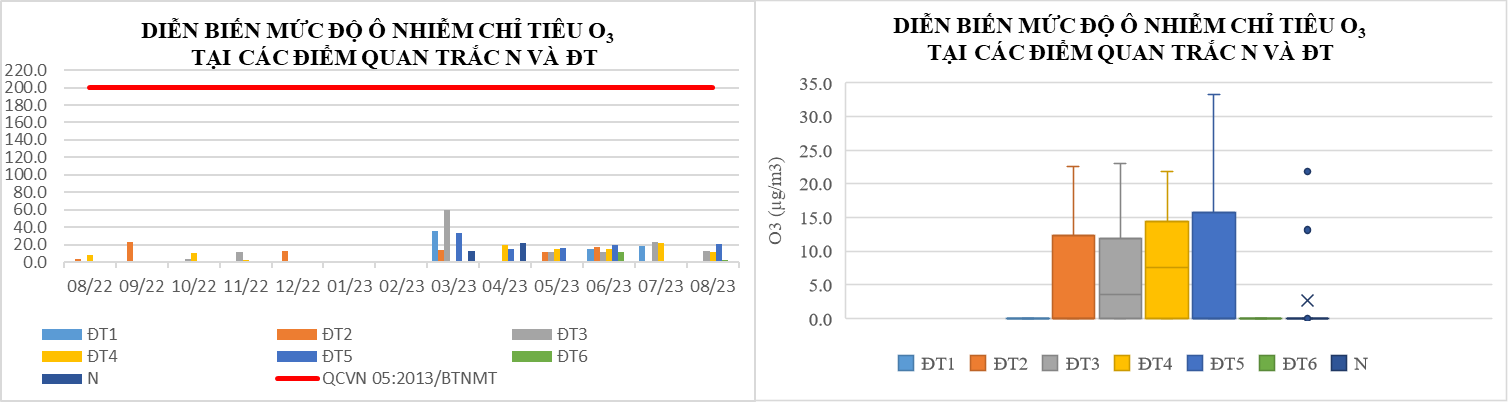 DIỄN BIẾN MỨC ĐỘ Ô NHIỄM CHỈ TIÊU O3
TẠI CÁC ĐIỂM QUAN TRẮC N VÀ ĐT
220.0
200.0
180.0
160.0
140.0
120.0
100.0
80.0
60.0
40.0
20.0
0.0
08/22 09/22 10/22 11/22 12/22 01/23 02/23 03/23 04/23 05/23 06/23 07/23 08/23
ĐT1 ĐT2 ĐT3
ĐT4 ĐT5 ĐT6
N QCVN 05:2013/BTNMT
DIỄN BIẾN MỨC ĐỘ Ô NHIỄM CHỈ TIÊU O3
TẠI CÁC ĐIỂM QUAN TRẮC N VÀ ĐT
O3 (µg/m3)
35.0
30.0
25.0
20.0
15.0
10.0
5.0
0.0
ĐT1 ĐT2 ĐT3 ĐT4 ĐT5 ĐT6 N